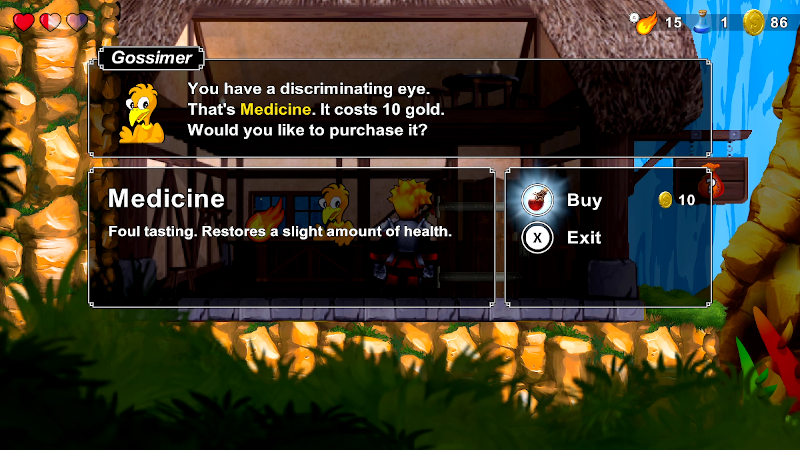 15
1
86
Gossimer
You have a discriminating eye.
That's Medicine. It costs 10 gold.
Would you like to purchase it?
Medicine
Foul tasting. Restores a slight amount of health.
Buy
10
X
Exit